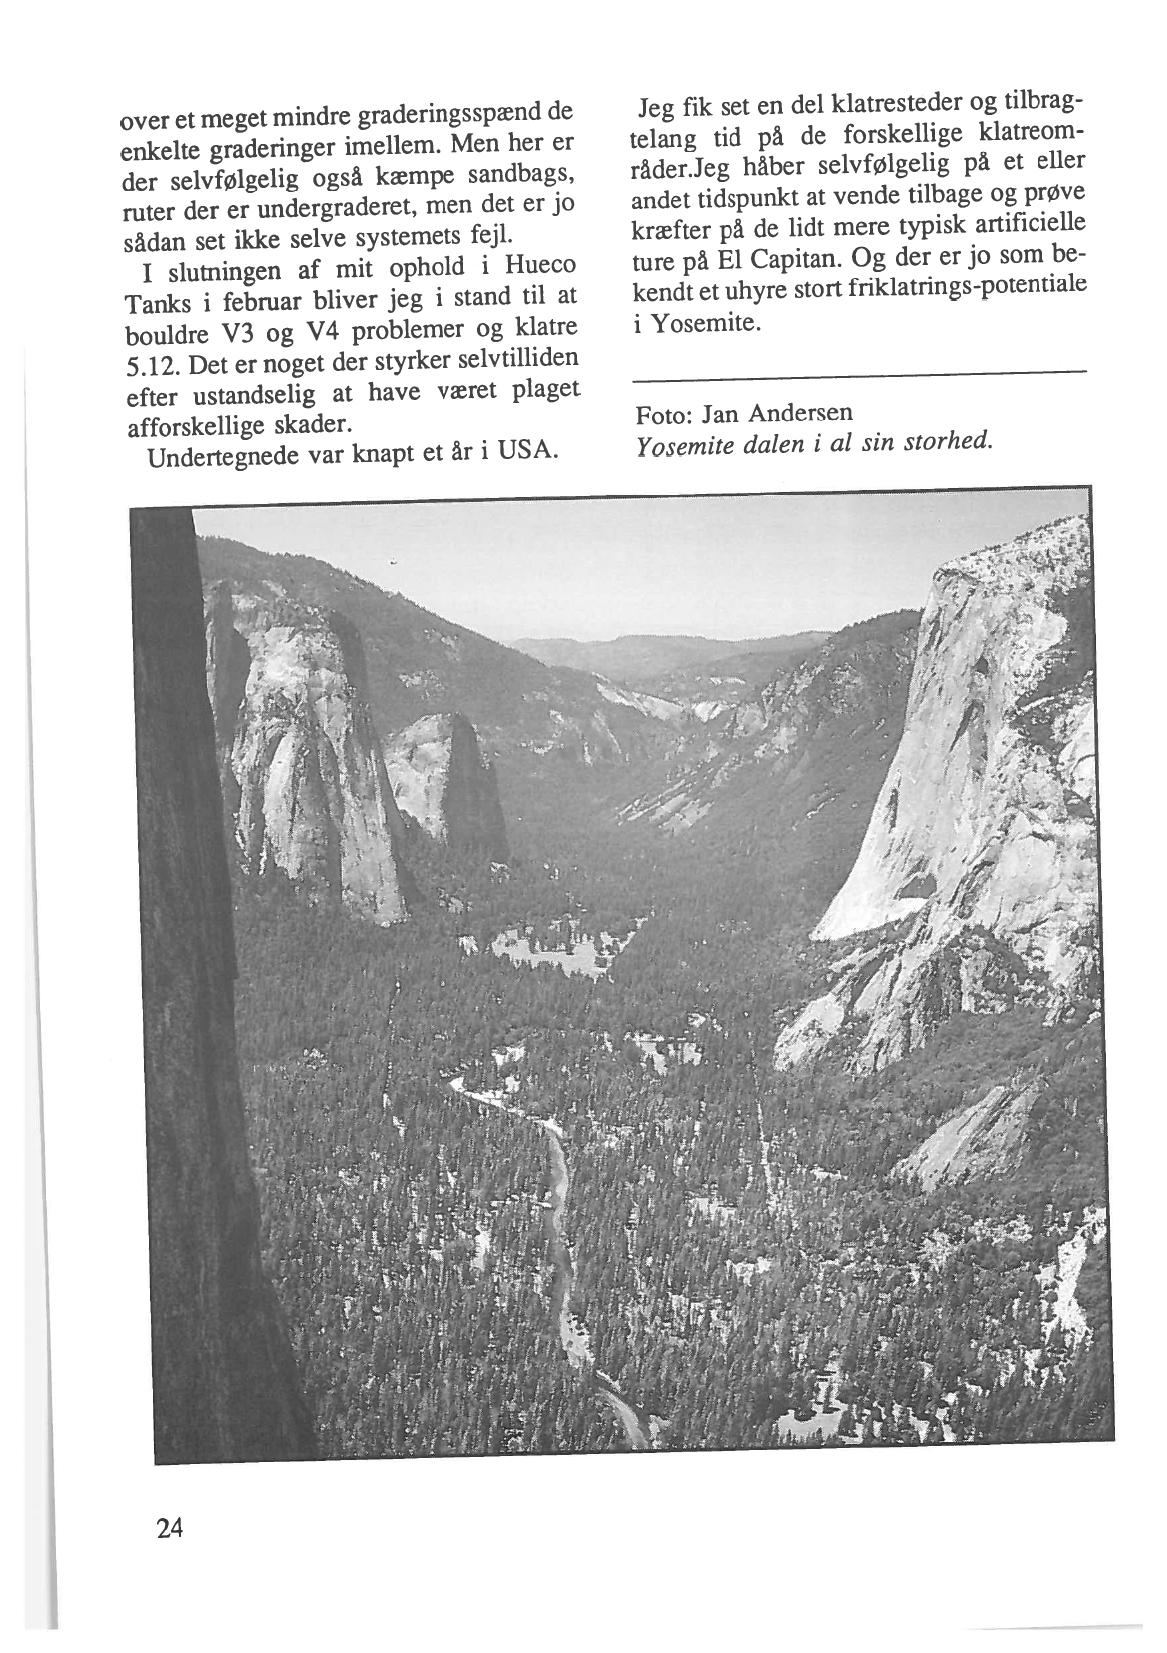 over et meget mindre graderingsspænd de
enkelte graderinger imellem. Men her er
der selvfølgelig også kæmpe sandbags,
ruter der er undergraderet, men det er jo
sådan set ikke selve systemets fejl.
I slutningen af mit ophold i Hueco
Tanks i februar bliver jeg i stand til at
bouldre V3 og V4 problemer og klatre
5.12. Det er noget der styrker selvtilliden
efter ustandselig at have været plaget
afforskellige skader.
Undertegnede var knapt et år i USA.
Jeg fik set en del klatresteder og tilbrag-
telang tid på de forskellige klatreom-
råder.Jeg håber selvfølgelig på et eller
andet tidspunkt at vende tilbage og prøve
kræfter på de lidt mere typisk artificielle
ture på El Capitan. Og der er jo som be-
kendt et uhyre stort friklatrings-potentiale
i Yosemite.
Foto: Jan Andersen
Yosemite dalen i al sin storhed.
24